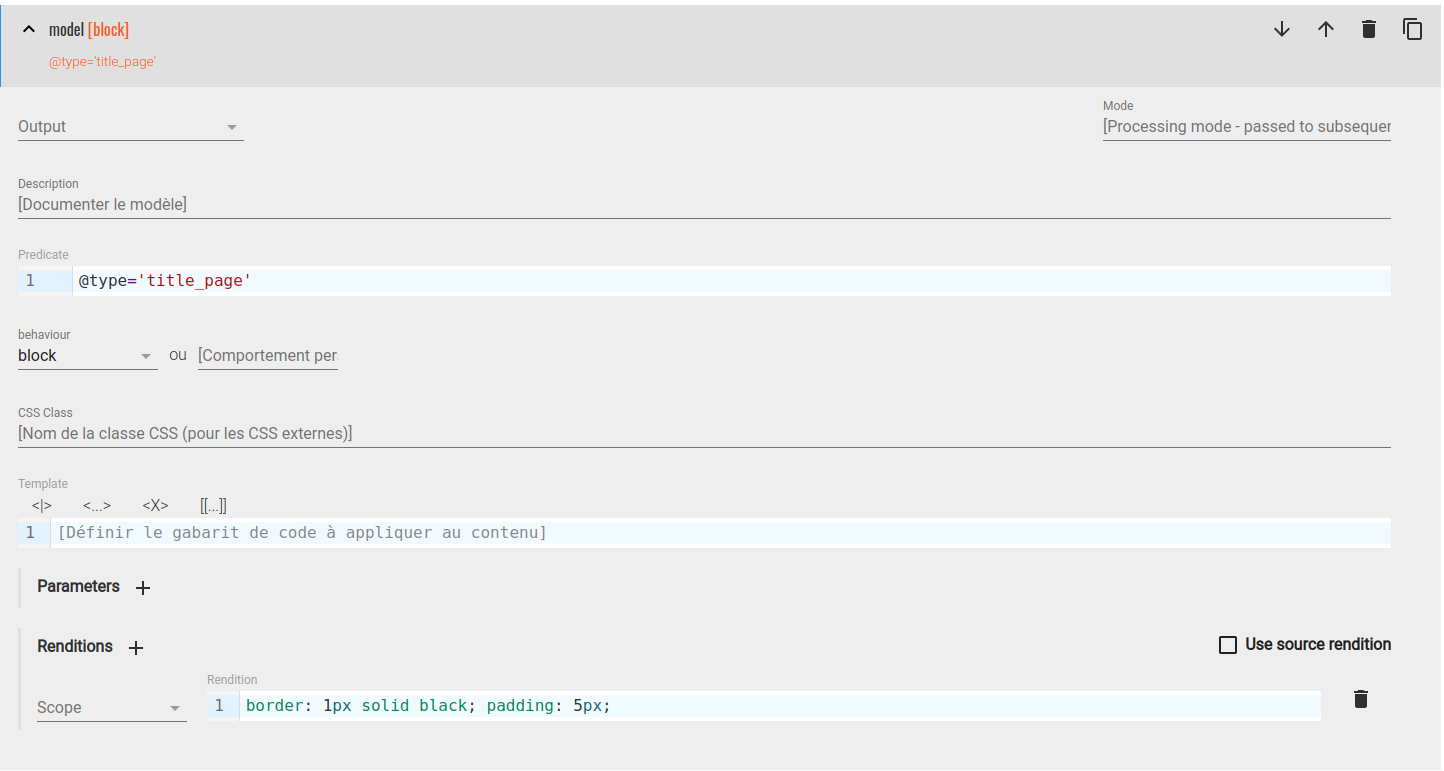 model [block]
@type='title_page'
Mode
Output
[Processing mode - passed to subsequer
Description
[Documenter le modèle]
Predicate
1 @type='title_page'
behaviour
block ou [Comportement per
CSS Class
[Nom de la classe CSS (pour les CSS externes)]
Template
<|> <...> <X> [[...]]
1 [Définir le gabarit de code à appliquer au contenu]
Parameters +
Renditions + Use source rendition
Rendition
Scope
1 border: 1px solid black; padding: 5px;